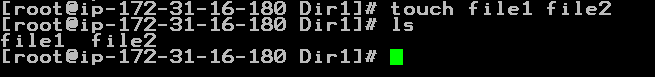 [root@ip-172-31-16-180 Dir1]# touch file1 file2
[root@ip-172-31-16-180 Dir1]# ls
file1  file2
[root@ip-172-31-16-180 Dir1]#